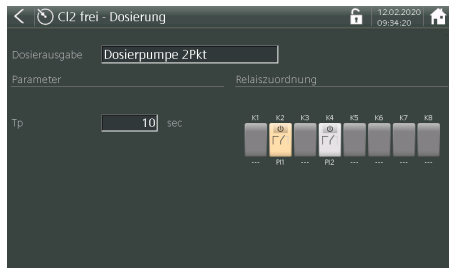 Cl2 frei - Dosierung
12.02.2020
09:34:20
Dosierausgabe Dosierpumpe 2Pkt
Parameter Relaiszuordnung
Tp 10 sec
K1 K2 K3 K4 K5 K6 K7 K8
--- PI1 --- PI2 --- --- --- ---